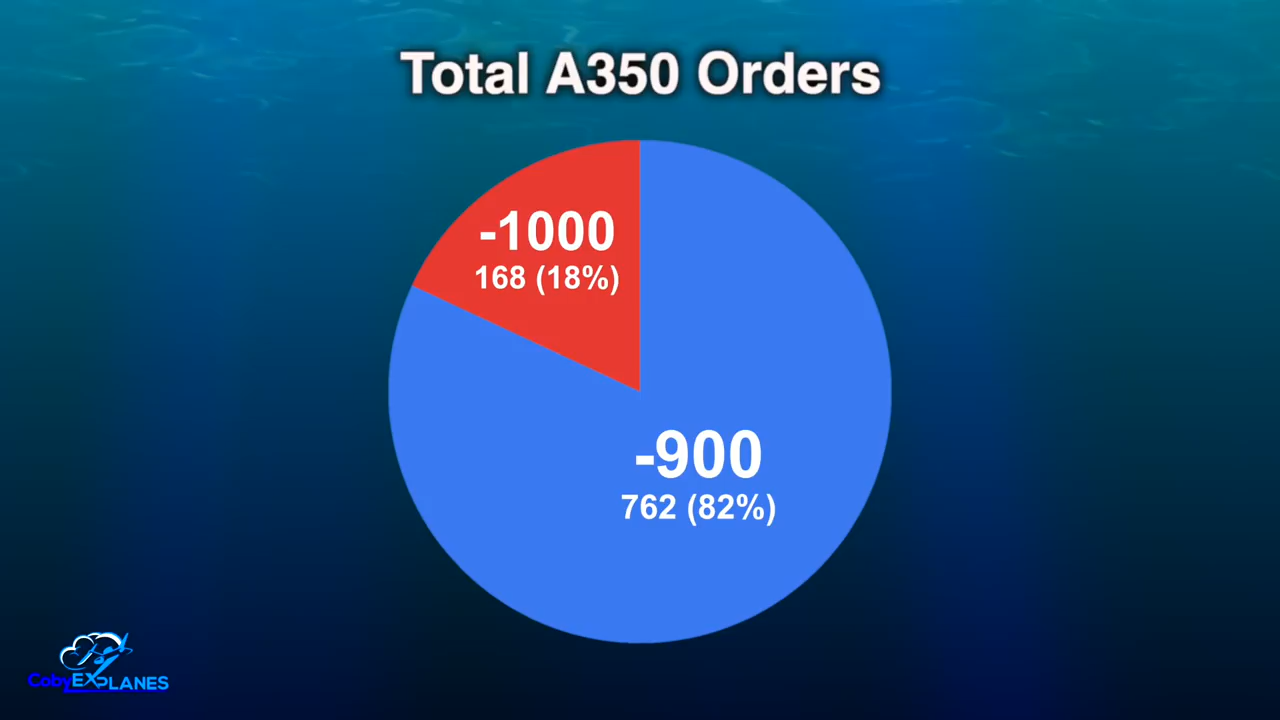 Total A350 Orders
-1000
168 (18%)
-900
762 (82%)
CobyEXPLANES